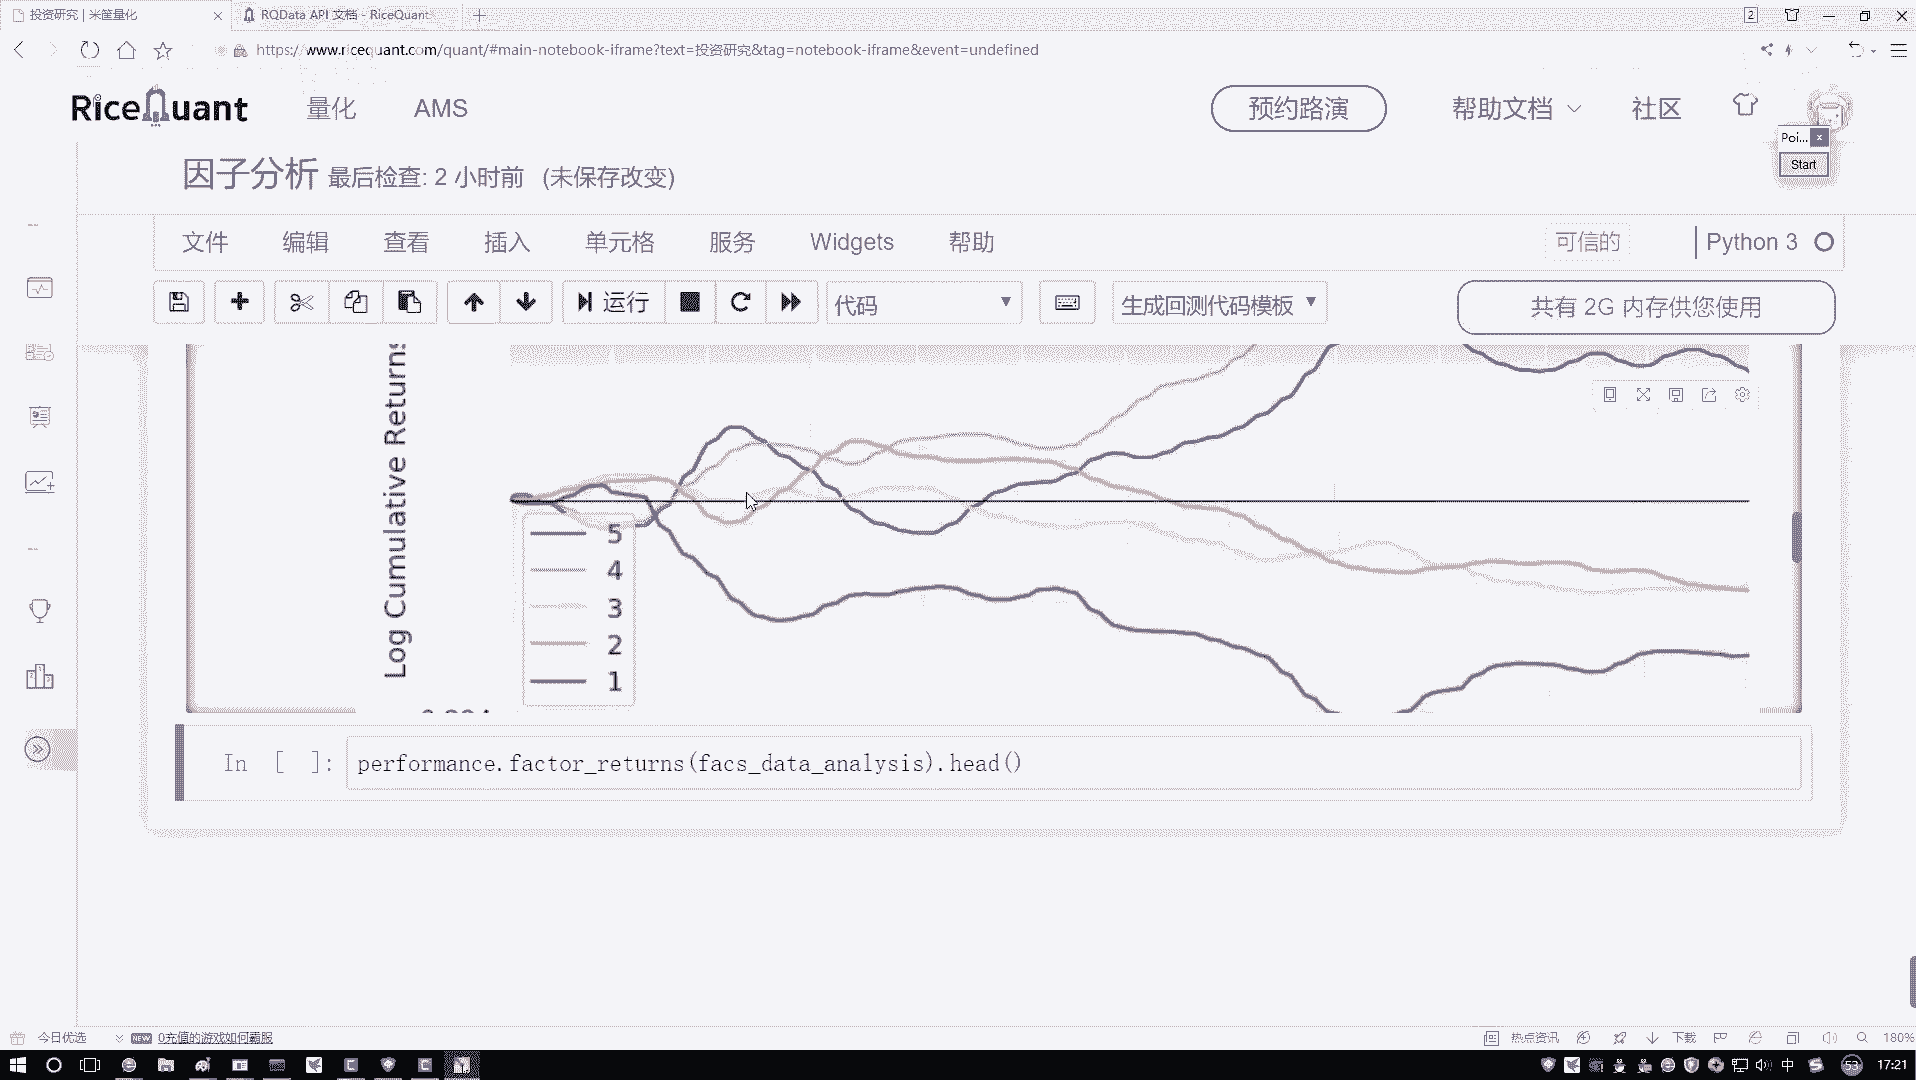 投资研究 | 米筐量化
RQData API 文档 - RiceQuant
2
https://www.ricequant.com/quant/#main-notebook-iframe?text=投资研究&tag=notebook-iframe&event=undefined
RiceQuant
量化
AMS
预约路演
帮助文档
社区
Poi...
Start
因子分析 最后检查: 2 小时前 (未保存改变)
文件
编辑
查看
插入
单元格
服务
Widgets
帮助
可信的
Python 3
运行
代码
生成回测代码模板
共有 2G 内存供您使用
Log Cumulative Returns
5
4
3
2
1
In [ ]: performance.factor_returns(facs_data_analysis).head()
今日优选
NEW
0充值的游戏如何霸服
热点资讯
下载
180%
中
53
17:21